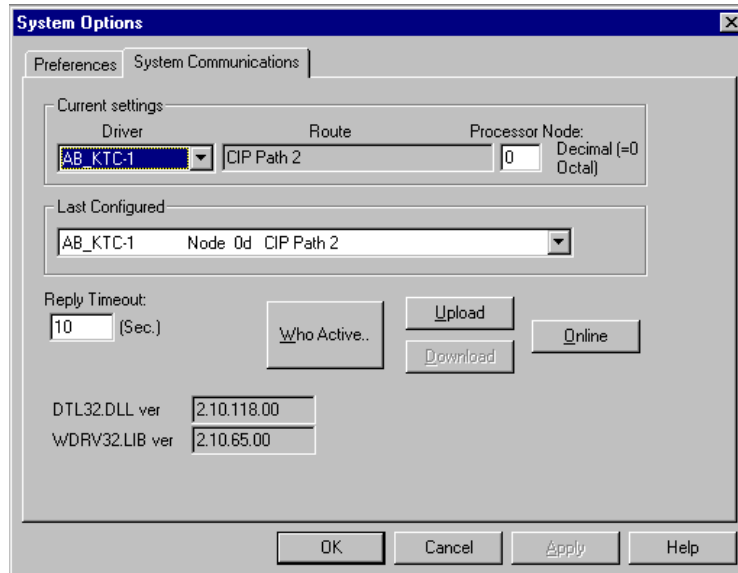 System Options
Preferences System Communications
Current settings
Driver Route Processor Node:
AB_KTC-1 CIP Path 2 0 Decimal (=0
Octal)
Last Configured
AB_KTC-1 Node 0d CIP Path 2
Reply Timeout:
10 (Sec.) Who Active.. Upload Online
Download
DTL32.DLL ver 2.10.118.00
WDRV32.LIB ver 2.10.65.00
OK Cancel Apply Help